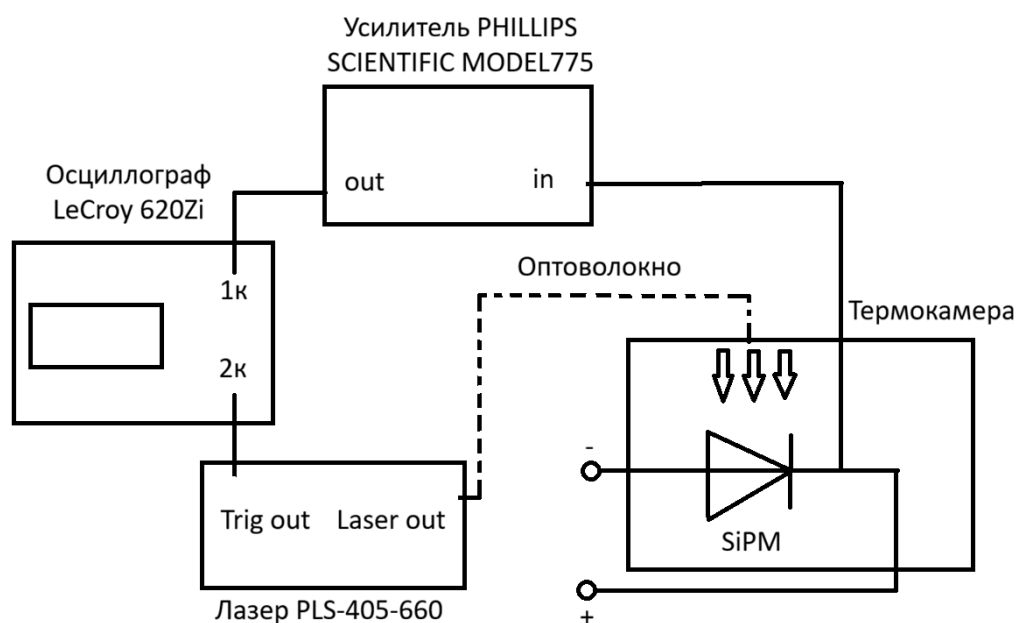 Усилитель PHILLIPS
SCIENTIFIC MODEL775
out
in
Осциллограф
LeCroy 620Zi
1к
2к
Оптоволокно
Термокамера
-
SiPM
+
Trig out
Laser out
Лазер PLS-405-660